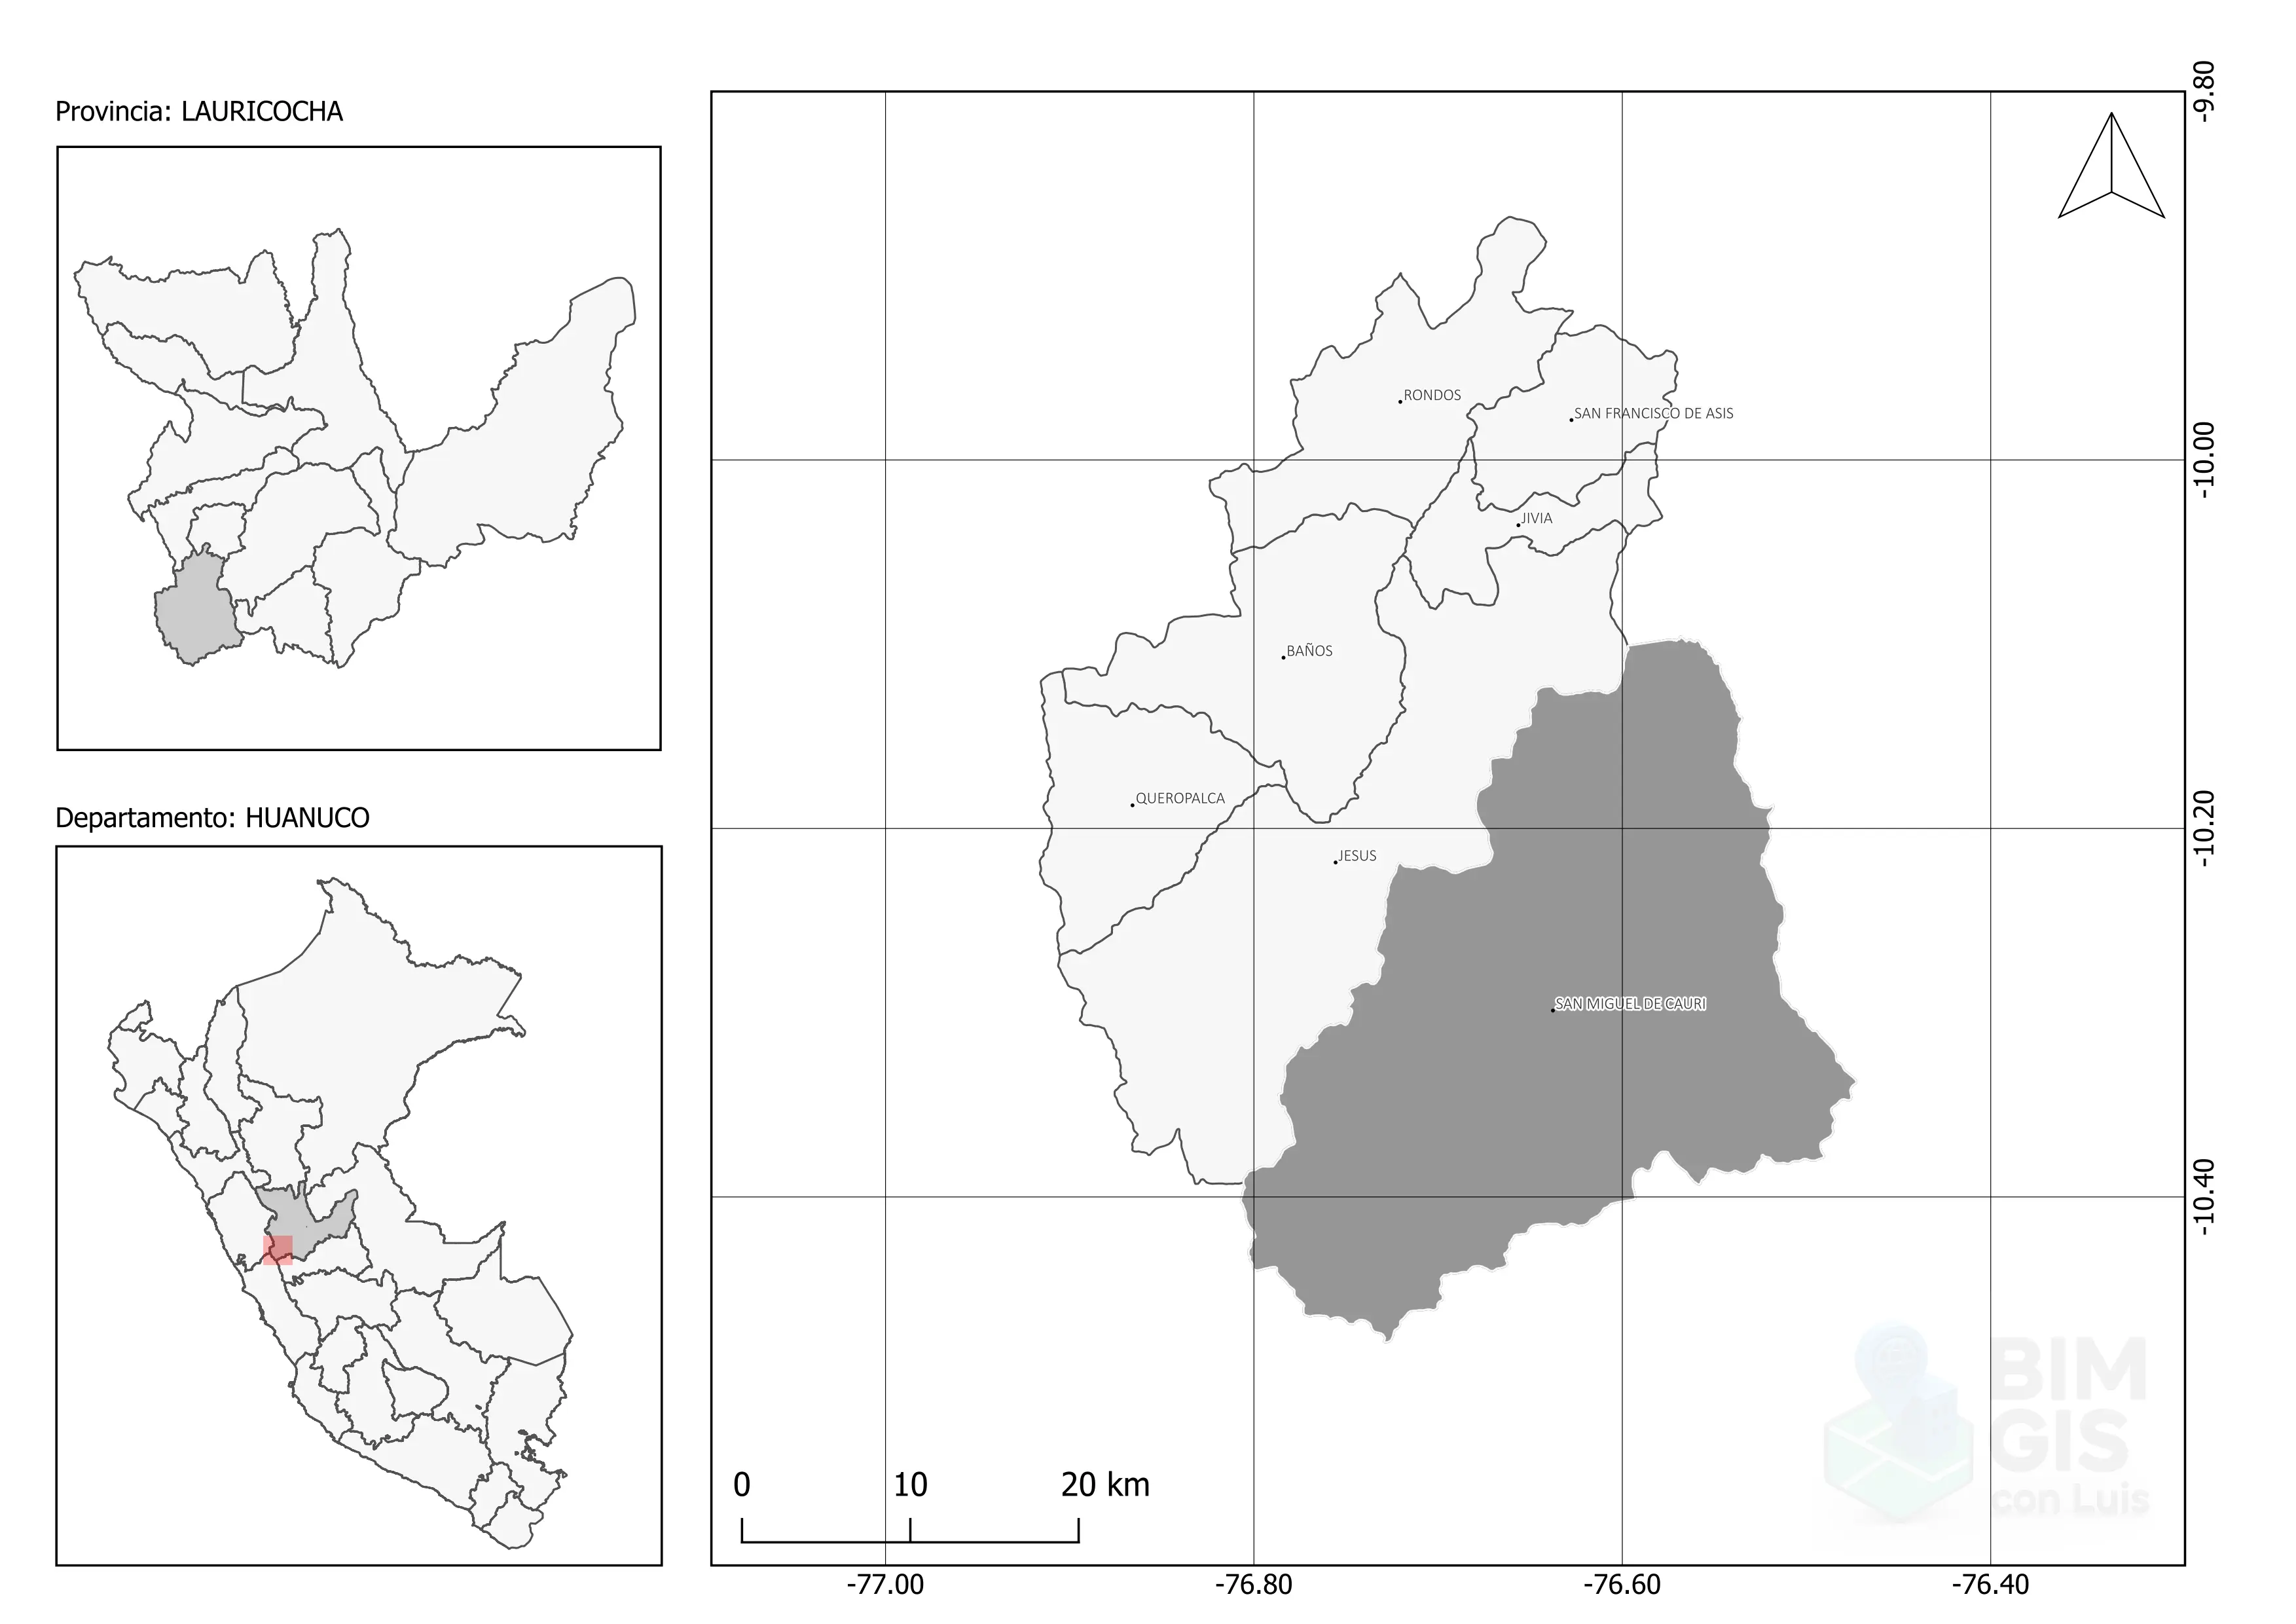 Provincia: LAURICOCHA
Departamento: HUANUCO
RONDOS
SAN FRANCISCO DE ASIS
JIVIA
BAÑOS
QUEROPALCA
JESUS
SAN MIGUEL DE CAURI
-9.80
-10.00
-10.20
-10.40
0 10 20 km
BIM
GIS
con Luis
-77.00 -76.80 -76.60 -76.40